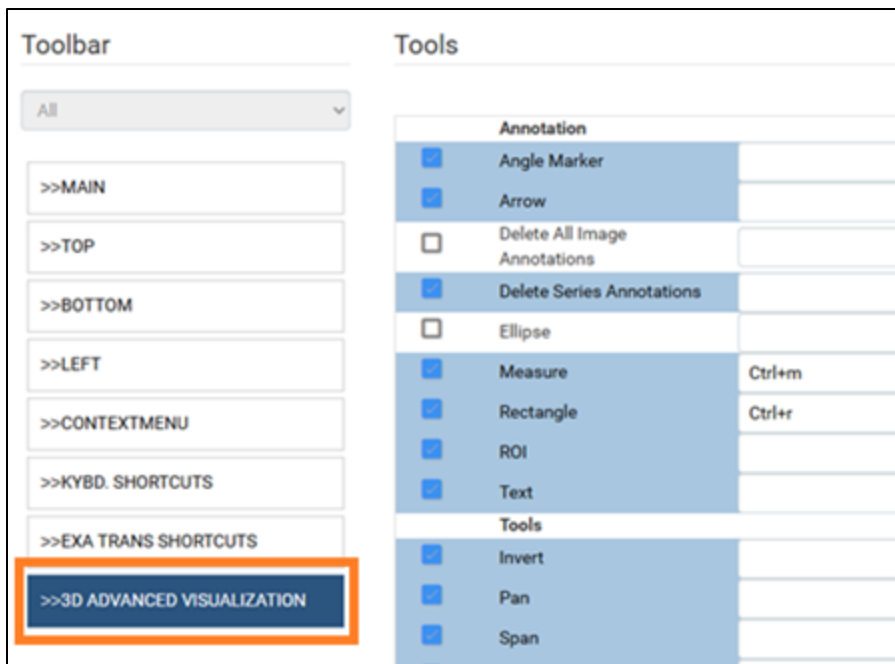 Toolbar
All
>>MAIN
>>TOP
>>BOTTOM
>>LEFT
>>CONTEXTMENU
>>KYBD. SHORTCUTS
>>EXA TRANS SHORTCUTS
>>3D ADVANCED VISUALIZATION
Tools
Annotation
Angle Marker
Arrow
Delete All Image
Annotations
Delete Series Annotations
Ellipse
Measure Ctrl+m
Rectangle Ctrl+r
ROI
Text
Tools
Invert
Pan
Span